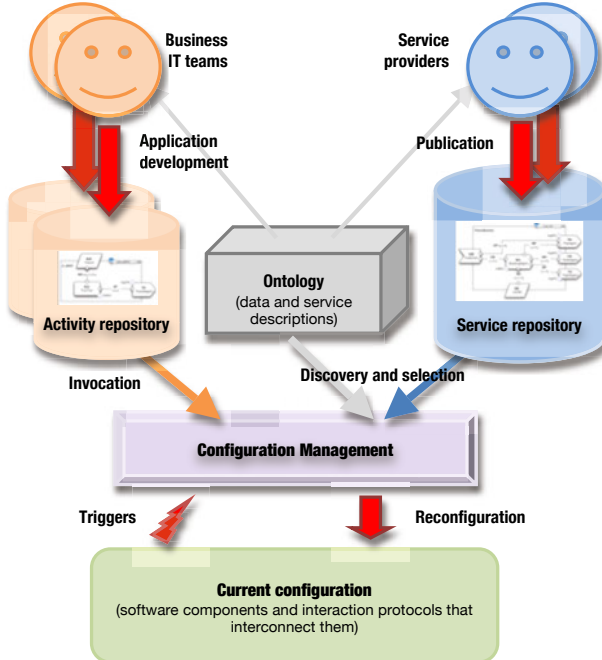 Business
IT teams
Service
providers
Application
development
Publication
Ontology
(data and service
descriptions)
Activity repository
Service repository
Invocation
Discovery and selection
Configuration Management
Triggers
Reconfiguration
Current configuration
(software components and interaction protocols that
interconnect them)